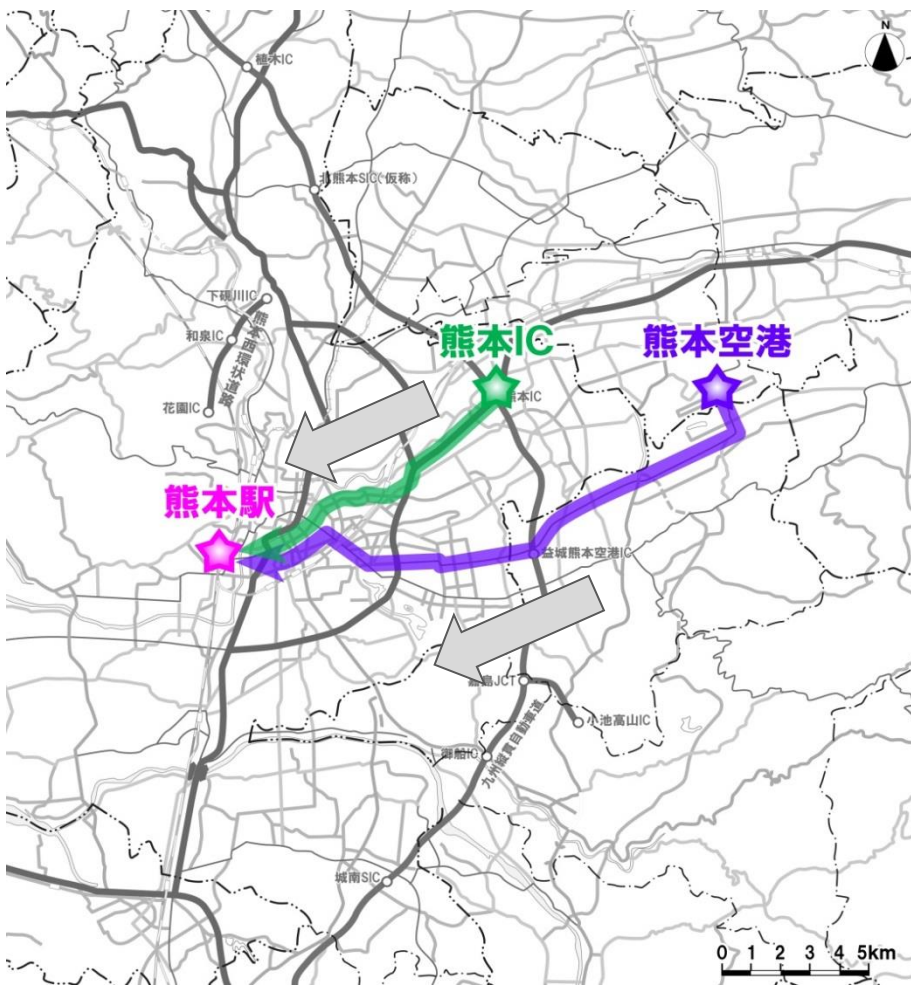 N
植木IC
北熊本SIC(仮称)
下硯川IC
和泉IC
熊本西環状道路
花園IC
熊本IC
熊本空港
熊本IC
熊本駅
益城熊本空港IC
嘉島JCT
小池高山IC
御船IC
九州縦貫自動車道
城南SIC
0 1 2 3 4 5km